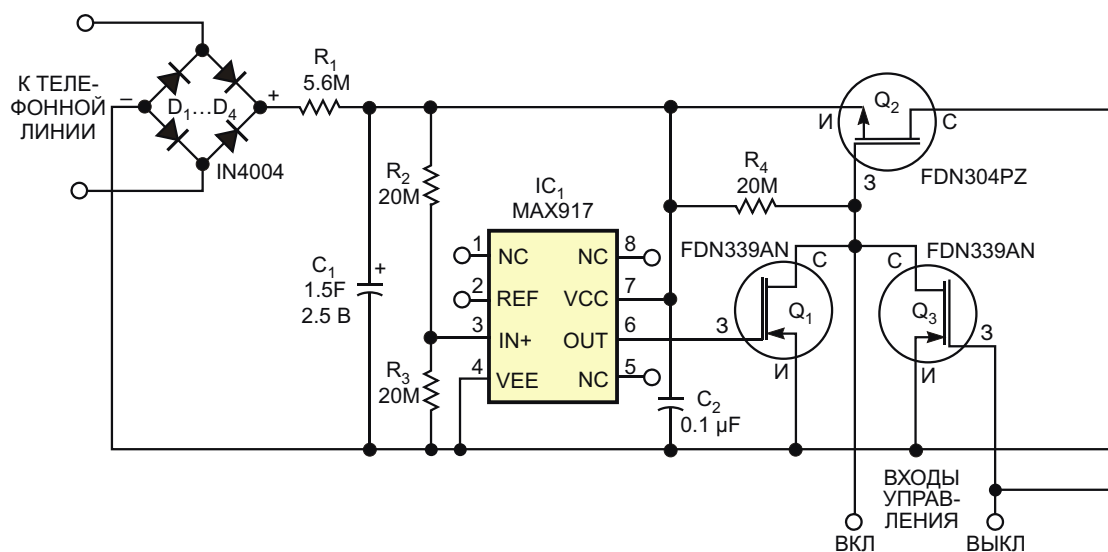 К ТЕЛЕ-
ФОННОЙ
ЛИНИИ
–
D1...D4
+
IN4004
R1
5.6M
R2
20M
R3
20M
C1
1.5F
2.5 В
+
IC1
MAX917
1
NC
2
REF
3
IN+
4
VEE
NC
8
VCC
7
OUT
6
NC
5
C2
0.1 µF
R4
20M
И
Q2
С
З
FDN304PZ
FDN339AN
С
Q1
З
И
FDN339AN
С
Q3
З
И
ВХОДЫ
УПРАВ-
ЛЕНИЯ
ВКЛ
ВЫКЛ